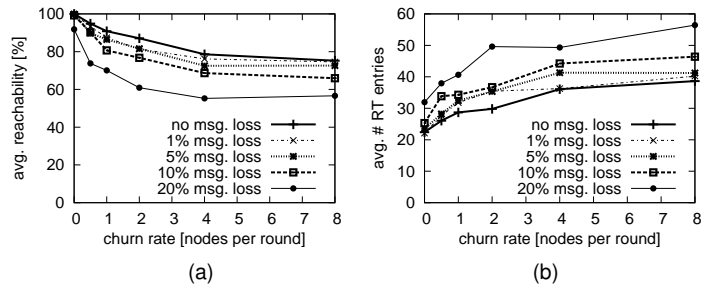 avg. reachability [%]
100
80
60
40
20
0
no msg. loss
1% msg. loss
5% msg. loss
10% msg. loss
20% msg. loss
0 1 2 3 4 5 6 7 8
churn rate [nodes per round]
(a)
avg. # RT entries
60
50
40
30
20
10
0
no msg. loss
1% msg. loss
5% msg. loss
10% msg. loss
20% msg. loss
0 1 2 3 4 5 6 7 8
churn rate [nodes per round]
(b)